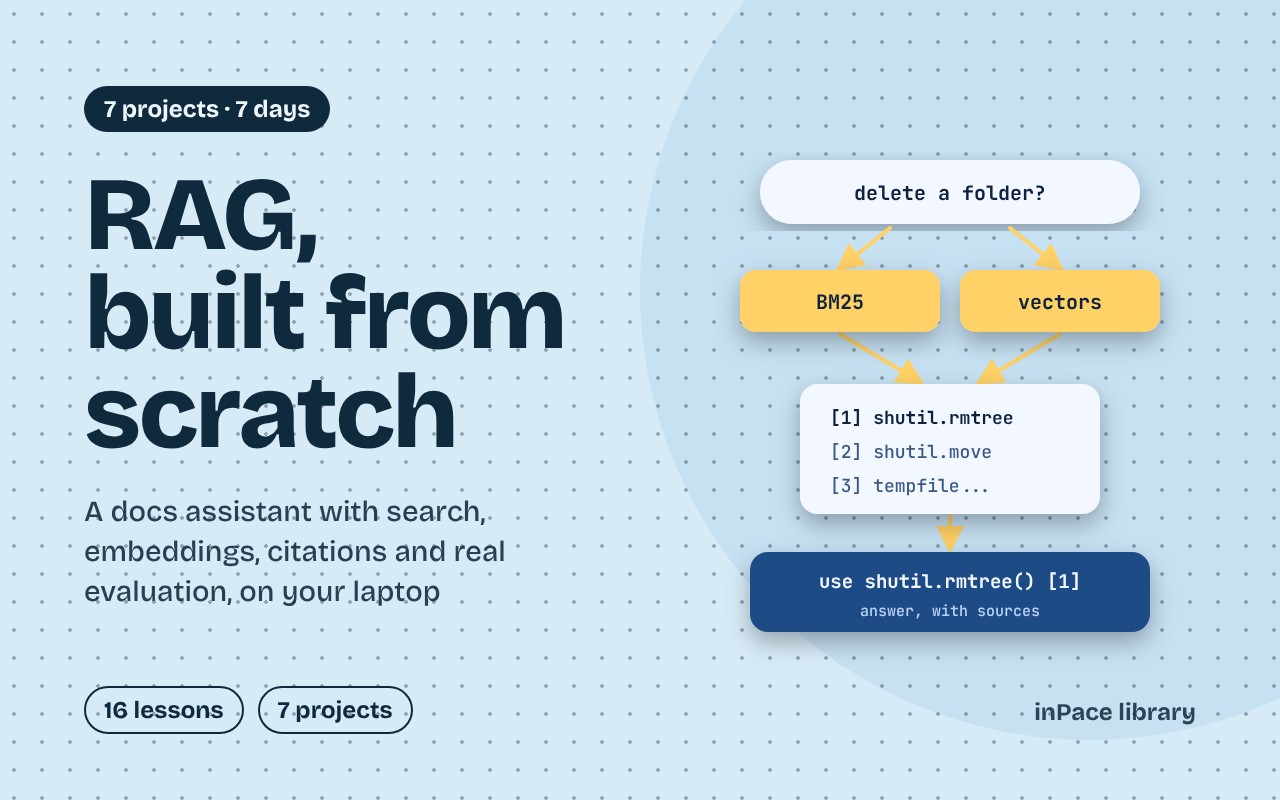 7 projects · 7 days
RAG,
built from
scratch
A docs assistant with search,
embeddings, citations and real
evaluation, on your laptop
16 lessons
7 projects
delete a folder?
BM25
vectors
[1] shutil.rmtree
[2] shutil.move
[3] tempfile...
use shutil.rmtree() [1]
answer, with sources
inPace library